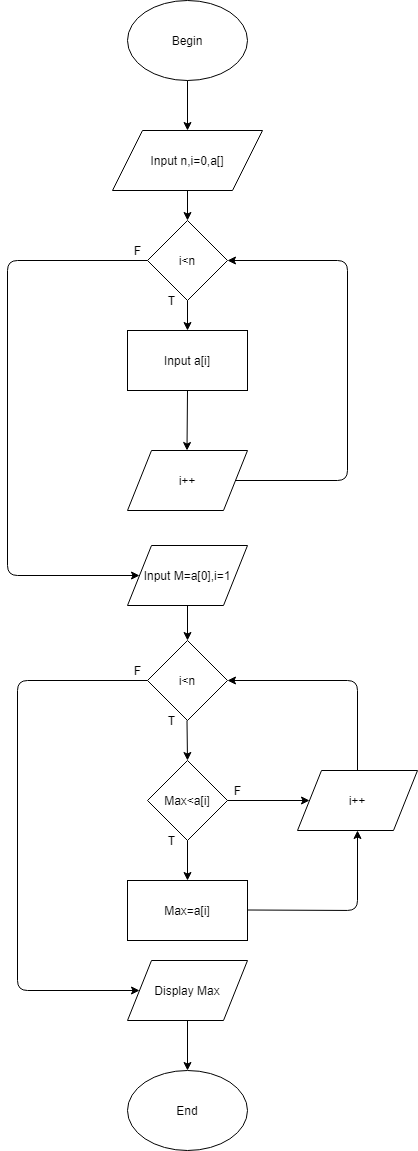 Begin
Input n,i=0,a[]
F
i<n
T
Input a[i]
i++
Input M=a[0],i=1
F
i<n
T
Max<a[i]
F
i++
T
Max=a[i]
Display Max
End